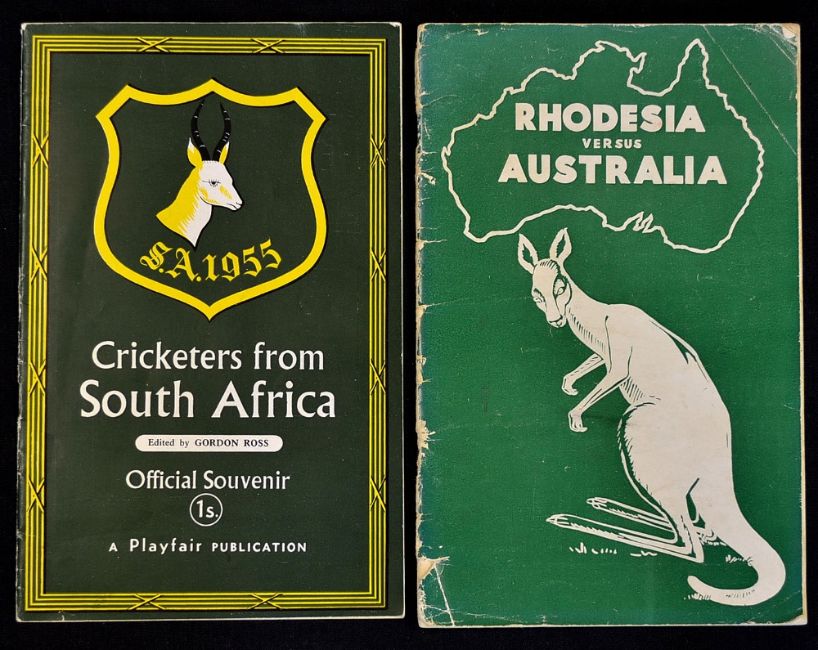 S.A.1955
Cricketers from
South Africa
Edited by GORDON ROSS
Official Souvenir
1s.
A Playfair PUBLICATION
RHODESIA
VERSUS
AUSTRALIA